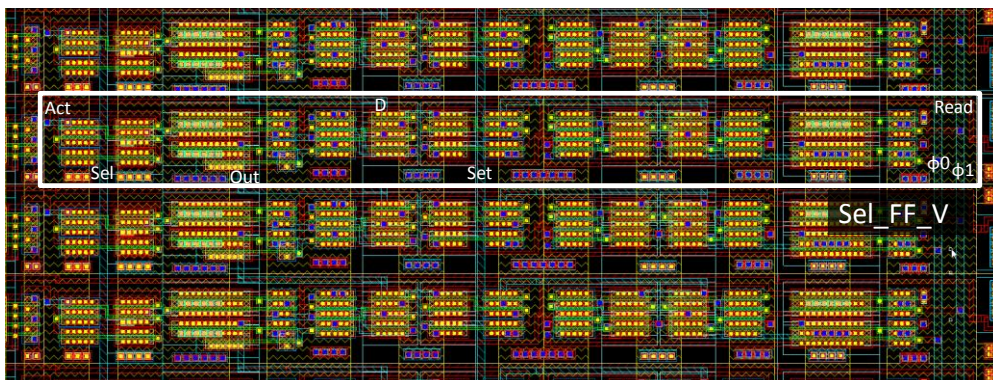 Act
D
Read
Sel
Out
Set
ϕ0
ϕ1
Sel_FF_V